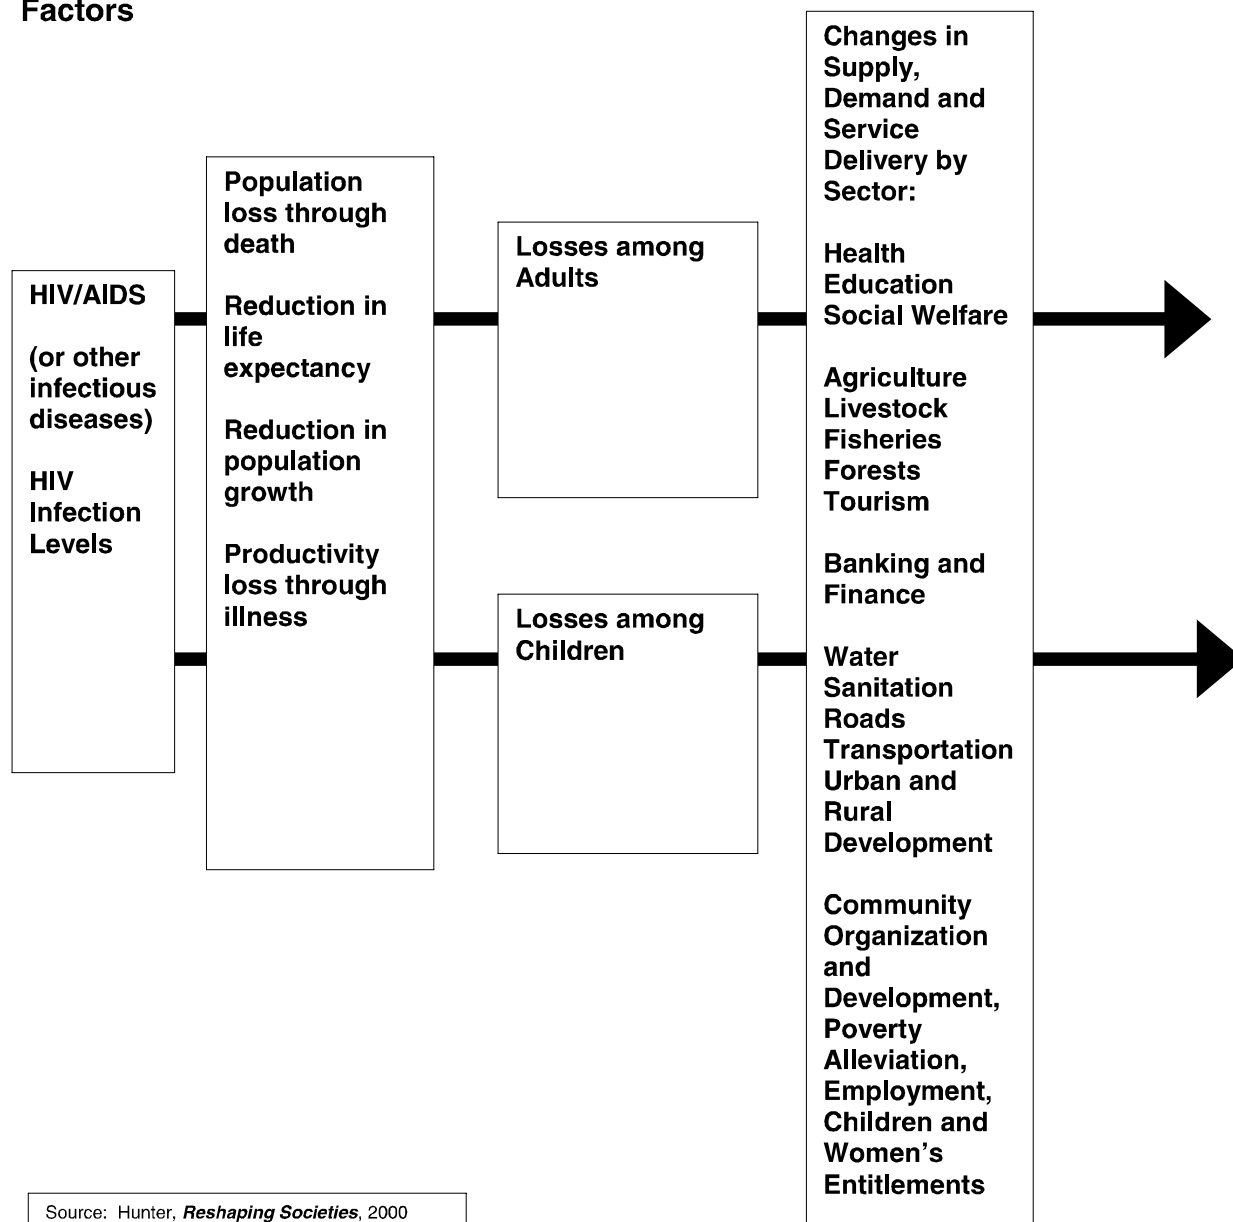 Factors
HIV/AIDS
(or other
infectious
diseases)
HIV
Infection
Levels
Population
loss through
death
Reduction in
life
expectancy
Reduction in
population
growth
Productivity
loss through
illness
Losses among
Adults
Losses among
Children
Changes in
Supply,
Demand and
Service
Delivery by
Sector:
Health
Education
Social Welfare
Agriculture
Livestock
Fisheries
Forests
Tourism
Banking and
Finance
Water
Sanitation
Roads
Transportation
Urban and
Rural
Development
Community
Organization
and
Development,
Poverty
Alleviation,
Employment,
Children and
Women's
Entitlements
Source: Hunter, Reshaping Societies, 2000